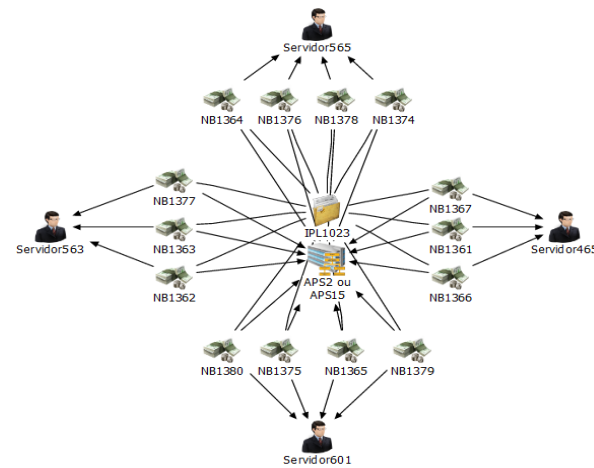 Servidor565
NB1364
NB1376
NB1378
NB1374
NB1377
NB1367
Servidor563
NB1363
IPL1023
NB1361
Servidor465
NB1362
APS2 ou
APS15
NB1366
NB1380
NB1375
NB1365
NB1379
Servidor601